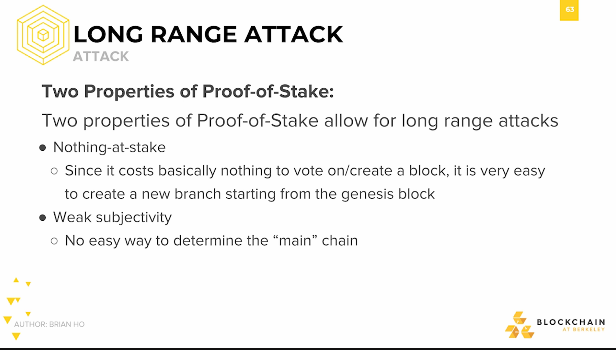 63
LONG RANGE ATTACK
ATTACK
Two Properties of Proof-of-Stake:
Two properties of Proof-of-Stake allow for long range attacks
● Nothing-at-stake
○ Since it costs basically nothing to vote on/create a block, it is very easy
to create a new branch starting from the genesis block
● Weak subjectivity
○ No easy way to determine the “main” chain
AUTHOR: BRIAN HO
BLOCKCHAIN
AT BERKELEY